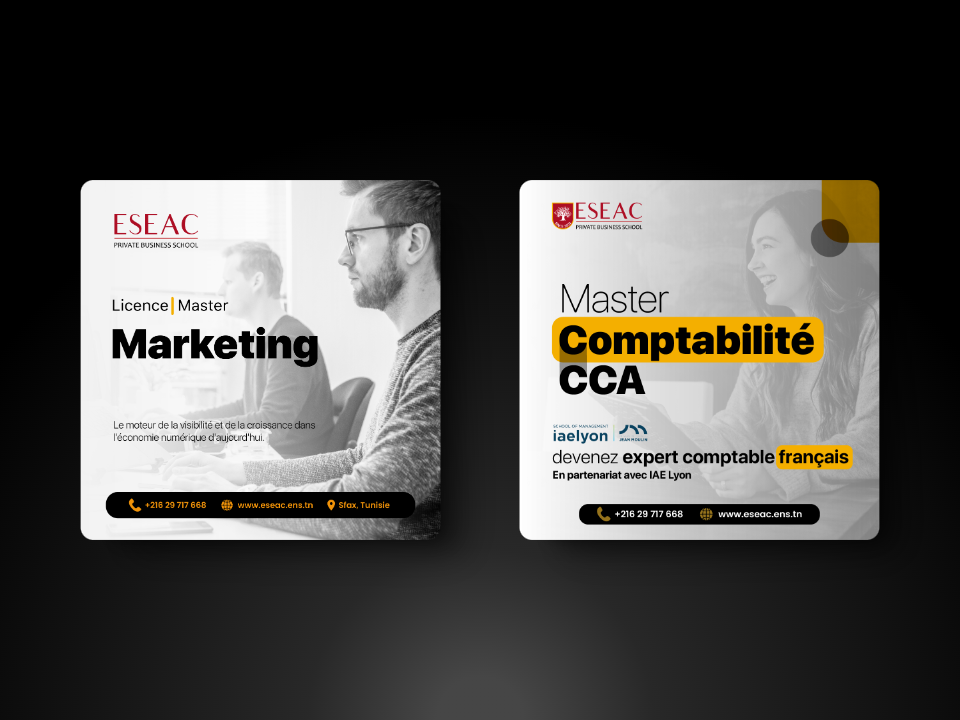 ESEAC
PRIVATE BUSINESS SCHOOL
Licence | Master
Marketing
Le moteur de la visibilité et de la croissance dans
l'économie numérique d'aujourd'hui.
+216 29 717 668 www.eseac.ens.tn Sfax, Tunisie
ESEAC
PRIVATE BUSINESS SCHOOL
Master
Comptabilité
CCA
SCHOOL OF MANAGEMENT
iaelyon JEAN MOULIN
devenez expert comptable français
En partenariat avec IAE Lyon
+216 29 717 668 www.eseac.ens.tn